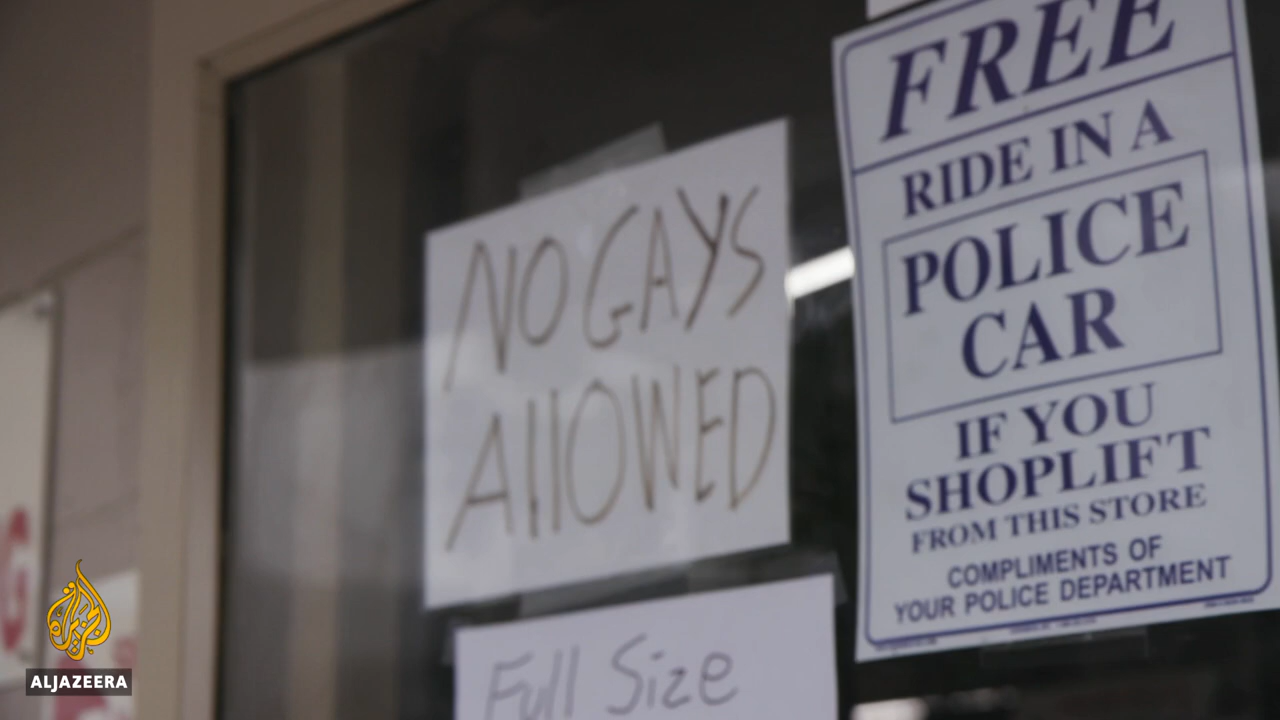 NO GAYS
AllOWED
Full Size
FREE
RIDE IN A
POLICE
CAR
IF YOU
SHOPLIFT
FROM THIS STORE
COMPLIMENTS OF
YOUR POLICE DEPARTMENT
G
الجزيرة
ALJAZEERA